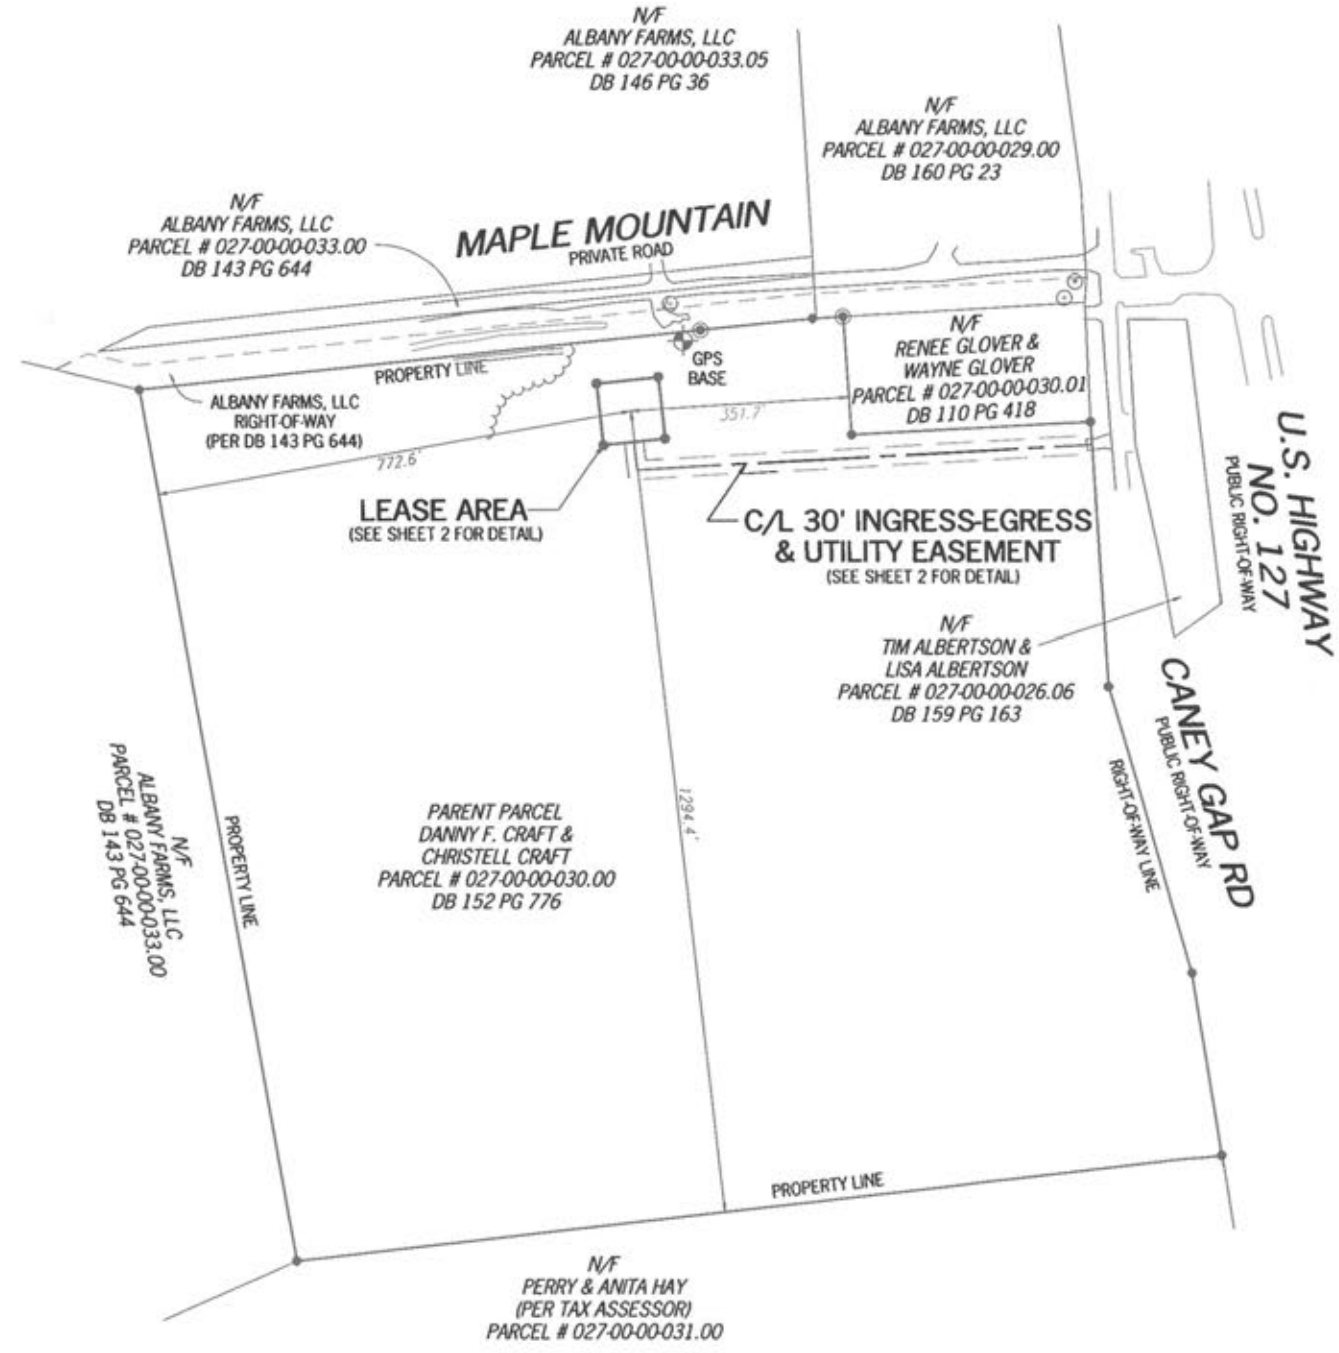 N/F
ALBANY FARMS, LLC
PARCEL # 027-00-00-033.05
DB 146 PG 36
N/F
ALBANY FARMS, LLC
PARCEL # 027-00-00-029.00
DB 160 PG 23
N/F
ALBANY FARMS, LLC
PARCEL # 027-00-00-033.00
DB 143 PG 644
MAPLE MOUNTAIN
PRIVATE ROAD
GPS
BASE
N/F
RENEE GLOVER &
WAYNE GLOVER
PARCEL # 027-00-00-030.01
DB 110 PG 418
PROPERTY LINE
ALBANY FARMS, LLC
RIGHT-OF-WAY
(PER DB 143 PG 644)
351.7'
772.6'
LEASE AREA
(SEE SHEET 2 FOR DETAIL)
C/L 30' INGRESS-EGRESS
& UTILITY EASEMENT
(SEE SHEET 2 FOR DETAIL)
U.S. HIGHWAY
NO. 127
PUBLIC RIGHT-OF-WAY
N/F
TIM ALBERTSON &
LISA ALBERTSON
PARCEL # 027-00-00-026.06
DB 159 PG 163
CANEY GAP RD
PUBLIC RIGHT-OF-WAY
RIGHT-OF-WAY LINE
N/F
ALBANY FARMS, LLC
PARCEL # 027-00-00-033.00
DB 143 PG 644
PROPERTY LINE
PARENT PARCEL
DANNY F. CRAFT &
CHRISTELL CRAFT
PARCEL # 027-00-00-030.00
DB 152 PG 776
1294.4'
PROPERTY LINE
N/F
PERRY & ANITA HAY
(PER TAX ASSESSOR)
PARCEL # 027-00-00-031.00